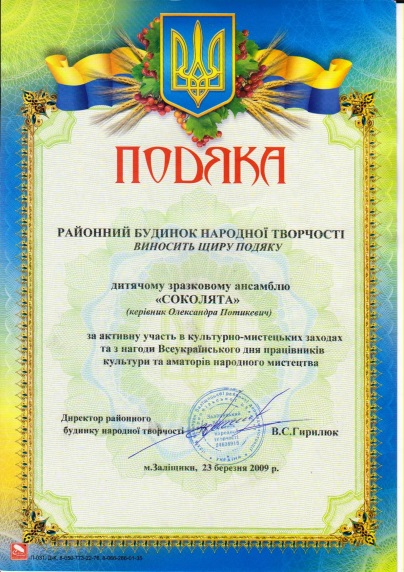 ПОДЯКА
РАЙОННИЙ БУДИНОК НАРОДНОЇ ТВОРЧОСТІ
ВИНОСИТЬ ЩИРУ ПОДЯКУ
дитячому зразковому ансамблю
«СОКОЛЯТА»
(керівник Олександра Потикевич)
за активну участь в культурно-мистецьких заходах
та з нагоди Всеукраїнського дня працівників
культури та аматорів народного мистецтва
Директор районного
будинку народної творчості В.С.Гирилюк
м.Заліщики, 23 березня 2009 р.